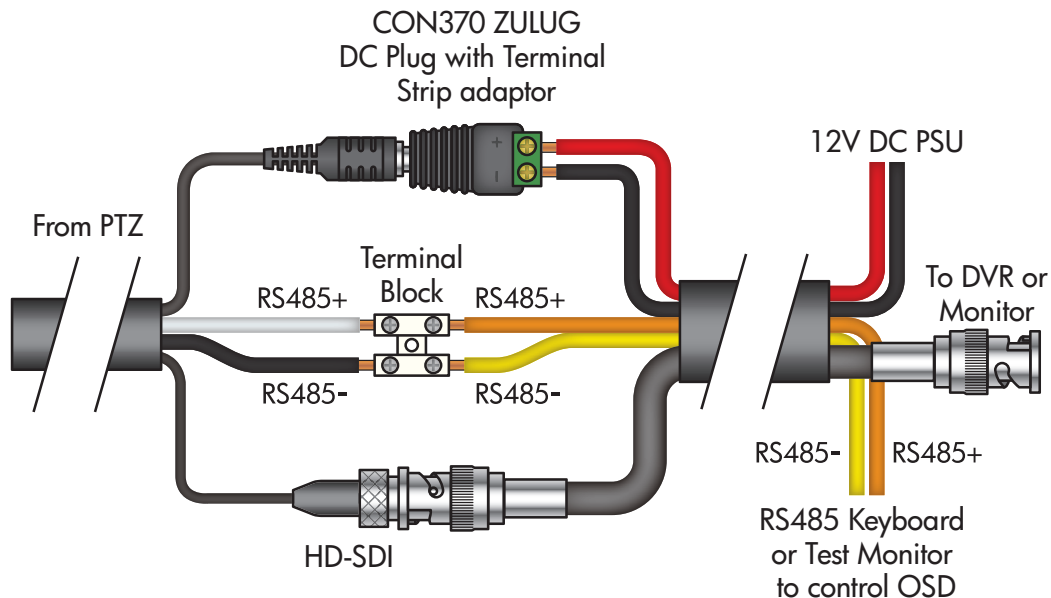 CON370 ZULUG
DC Plug with Terminal
Strip adaptor
12V DC PSU
From PTZ
Terminal
Block
To DVR or
Monitor
RS485+
RS485+
RS485-
RS485-
+
-
RS485-
RS485+
HD-SDI
RS485 Keyboard
or Test Monitor
to control OSD